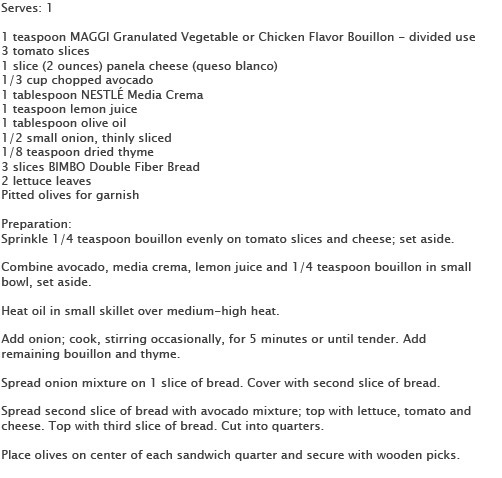 Serves: 1
1 teaspoon MAGGI Granulated Vegetable or Chicken Flavor Bouillon - divided use
3 tomato slices
1 slice (2 ounces) panela cheese (queso blanco)
1/3 cup chopped avocado
1 tablespoon NESTLÉ Media Crema
1 teaspoon lemon juice
1 tablespoon olive oil
1/2 small onion, thinly sliced
1/8 teaspoon dried thyme
3 slices BIMBO Double Fiber Bread
2 lettuce leaves
Pitted olives for garnish
Preparation:
Sprinkle 1/4 teaspoon bouillon evenly on tomato slices and cheese; set aside.
Combine avocado, media crema, lemon juice and 1/4 teaspoon bouillon in small
bowl, set aside.
Heat oil in small skillet over medium-high heat.
Add onion; cook, stirring occasionally, for 5 minutes or until tender. Add
remaining bouillon and thyme.
Spread onion mixture on 1 slice of bread. Cover with second slice of bread.
Spread second slice of bread with avocado mixture; top with lettuce, tomato and
cheese. Top with third slice of bread. Cut into quarters.
Place olives on center of each sandwich quarter and secure with wooden picks.